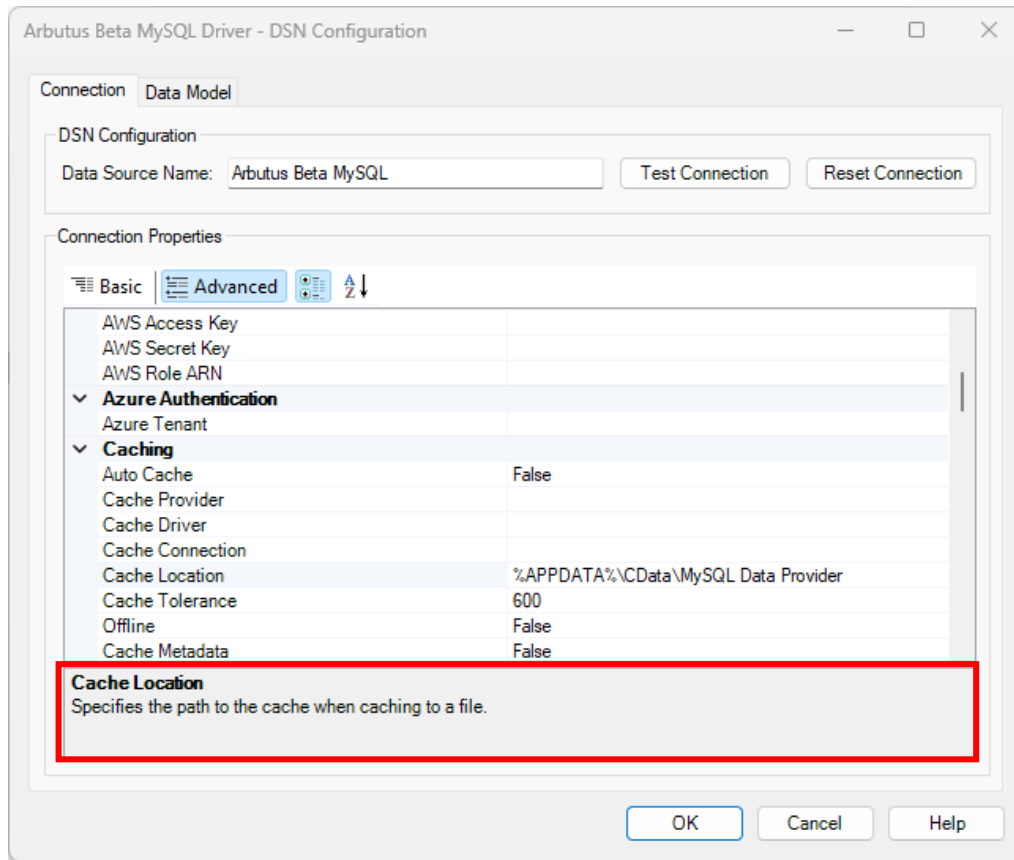 Arbutus Beta MySQL Driver - DSN Configuration
Connection Data Model
DSN Configuration
Data Source Name: Arbutus Beta MySQL Test Connection Reset Connection
Connection Properties
Basic Advanced
AWS Access Key
AWS Secret Key
AWS Role ARN
Azure Authentication
Azure Tenant
Caching
Auto Cache False
Cache Provider
Cache Driver
Cache Connection
Cache Location %APPDATA%\CData\MySQL Data Provider
Cache Tolerance 600
Offline False
Cache Metadata False
Cache Location
Specifies the path to the cache when caching to a file.
OK Cancel Help